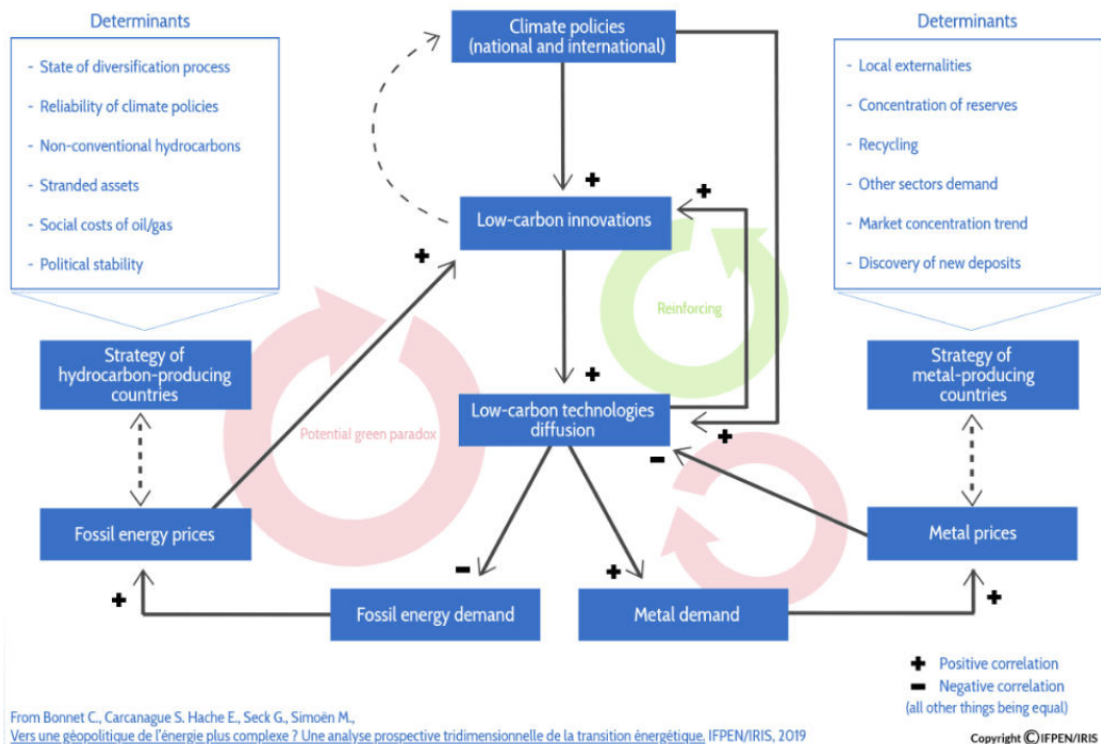 Determinants
- State of diversification process
- Reliability of climate policies
- Non-conventional hydrocarbons
- Stranded assets
- Social costs of oil/gas
- Political stability
Climate policies
(national and international)
Determinants
- Local externalities
- Concentration of reserves
- Recycling
- Other sectors demand
- Market concentration trend
- Discovery of new deposits
+
+
Low-carbon innovations
+
Reinforcing
Strategy of
hydrocarbon-producing
countries
+
Strategy of
metal-producing
countries
Potential green paradox
Low-carbon technologies
diffusion
+
-
Fossil energy prices
Metal prices
-
+
+
Fossil energy demand
Metal demand
+
+ Positive correlation
- Negative correlation
(all other things being equal)
From Bonnet C., Carcanague S. Hache E., Seck G., Simoën M.,
Vers une géopolitique de l'énergie plus complexe ? Une analyse prospective tridimensionnelle de la transition énergétique. IFPEN/IRIS, 2019
Copyright ©IFPEN/IRIS